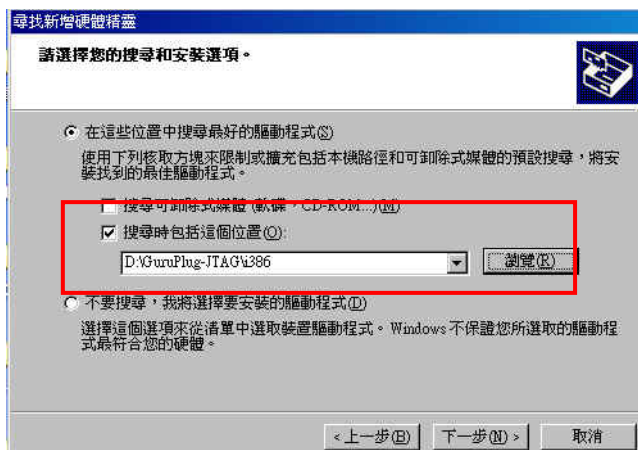 尋找新增硬體精靈
請選擇您的搜尋和安裝選項。
在這些位置中搜尋最好的驅動程式(S)
使用下列核取方塊來限制或擴充包括本機路徑和可卸除式媒體的預設搜尋，將安
裝找到的最佳驅動程式。
搜尋可卸除式媒體 (軟碟，CD-ROM...)(M)
搜尋時包括這個位置(O):
D:\GuruPlug-JTAG\i386
瀏覽(R)
不要搜尋，我將選擇要安裝的驅動程式(D)
選擇這個選項來從清單中選取裝置驅動程式。Windows 不保證您所選取的驅動程
式最符合您的硬體。
<上一步(B)
下一步(N)>
取消